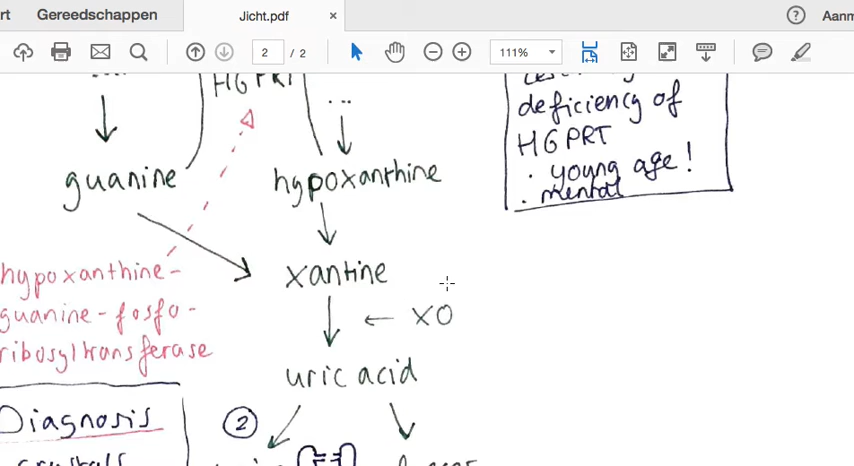 Gereedschappen
Jicht.pdf
×
?
2
/ 2
111%
HGPRT
...
guanine
hypoxanthine
deficiency of
HGPRT
· young age!
· mental
hypoxanthine-
guanine-fosfo-
ribosyltransferase
xantine
← XO
uric acid
Diagnosis
crystals
2